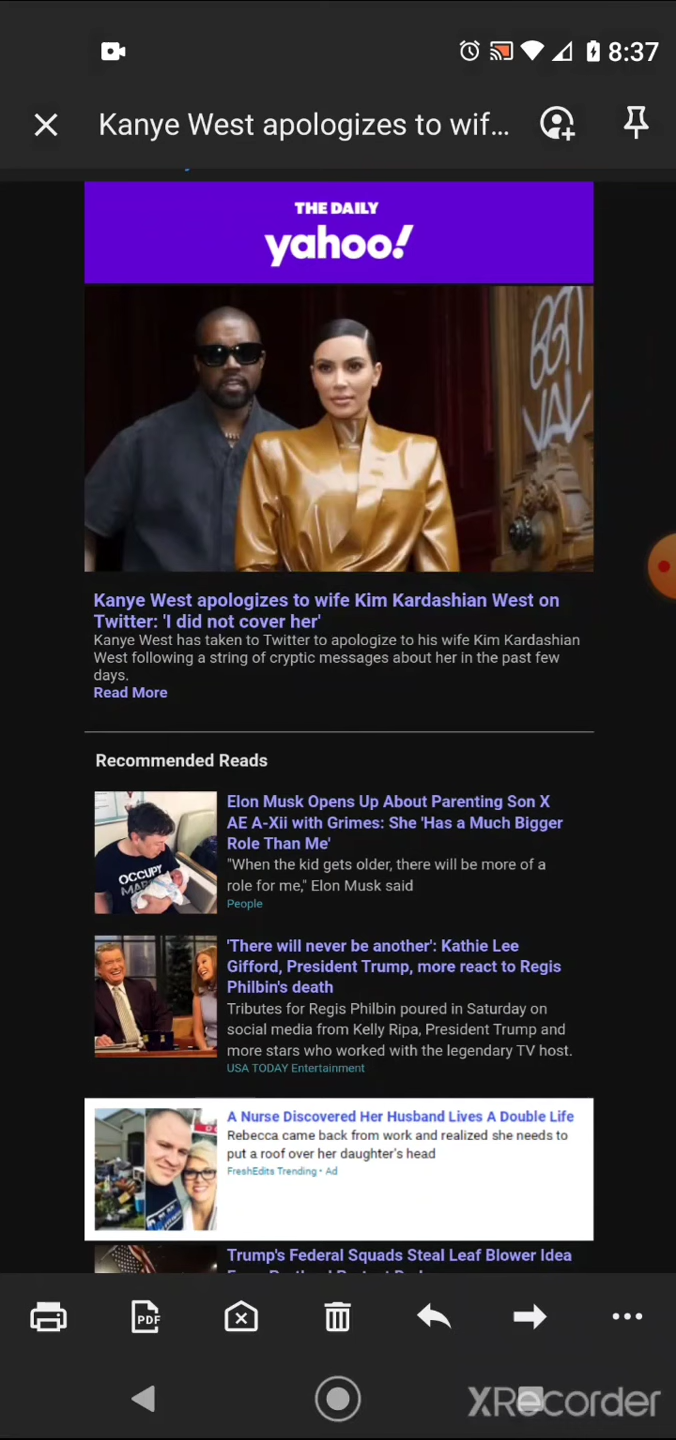 8:37
Kanye West apologizes to wif...
THE DAILY
yahoo!
Kanye West apologizes to wife Kim Kardashian West on
Twitter: 'I did not cover her'
Kanye West has taken to Twitter to apologize to his wife Kim Kardashian
West following a string of cryptic messages about her in the past few
days.
Read More
Recommended Reads
Elon Musk Opens Up About Parenting Son X
AE A-Xii with Grimes: She 'Has a Much Bigger
Role Than Me'
"When the kid gets older, there will be more of a
role for me," Elon Musk said
People
OCCUPY
MARS
'There will never be another': Kathie Lee
Gifford, President Trump, more react to Regis
Philbin's death
Tributes for Regis Philbin poured in Saturday on
social media from Kelly Ripa, President Trump and
more stars who worked with the legendary TV host.
USA TODAY Entertainment
A Nurse Discovered Her Husband Lives A Double Life
Rebecca came back from work and realized she needs to
put a roof over her daughter's head
FreshEdits Trending • Ad
Trump's Federal Squads Steal Leaf Blower Idea
PDF
XRecorder